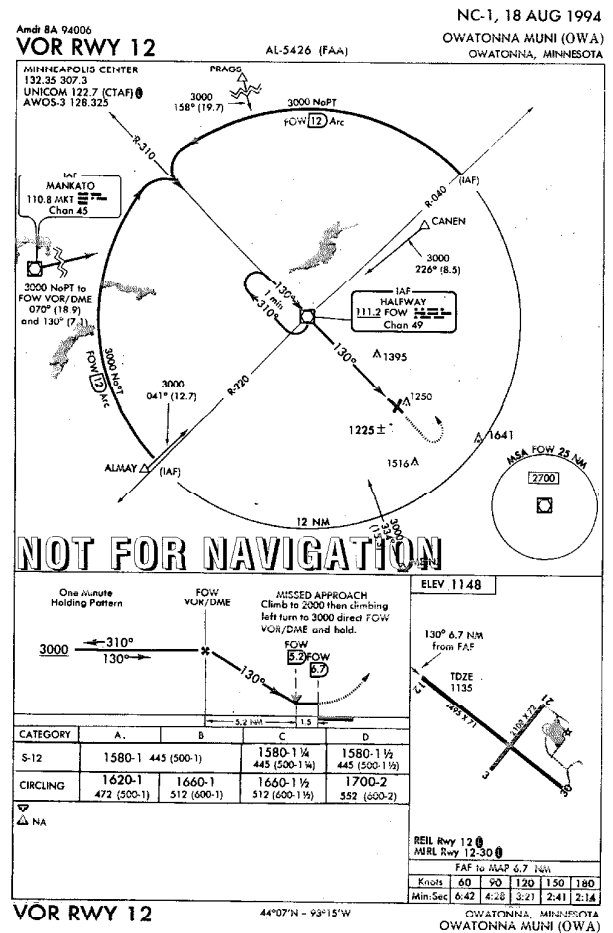 NC-1, 18 AUG 1994
Amdt 8A 94006
VOR RWY 12
AL-5426 (FAA)
OWATONNA MUNI (OWA)
OWATONNA, MINNESOTA
MINNEAPOLIS CENTER
132.35 307.3
UNICOM 122.7 (CTAF)
AWOS-3 128.325
PRAGG
3000
158° (19.7)
3000 NoPT
FOW 12 Arc
R-310
IAF
MANKATO
110.8 MKT
Chan 45
(IAF)
R-040
CANEN
3000
226° (8.5)
3000 NoPT to
FOW VOR/DME
070° (18.9)
and 130° (7.1)
130°
1 min
310°
IAF
HALFWAY
111.2 FOW
Chan 49
130°
1395
3000 NoPT
FOW 12 Arc
3000
041° (12.7)
R-220
1250
1225±
1641
1516
ALMAY
(IAF)
MSA FOW 25 NM
2700
12 NM
3000
334°
NOT FOR NAVIGATION
One Minute
Holding Pattern
FOW
VOR/DME
MISSED APPROACH
Climb to 2000 then climbing
left turn to 3000 direct FOW
VOR/DME and hold.
3000
310°
130°
130°
FOW
5.2
FOW
6.7
5.2 NM
1.5
ELEV 1148
130° 6.7 NM
from FAF
TDZE
1135
12
21
2108 X 72
3
30
REIL Rwy 12
MIRL Rwy 12-30
CATEGORY A B C D
S-12 1580-1 445 (500-1) 1580-1¼ 445 (500-1¼) 1580-1½ 445 (500-1½)
CIRCLING 1620-1 472 (500-1) 1660-1 512 (600-1) 1660-1½ 512 (600-1½) 1700-2 552 (600-2)
NA
FAF to MAP 6.7 NM
Knots 60 90 120 150 180
Min:Sec 6:42 4:28 3:21 2:41 2:14
VOR RWY 12
44°07'N – 93°15'W
OWATONNA, MINNESOTA
OWATONNA MUNI (OWA)